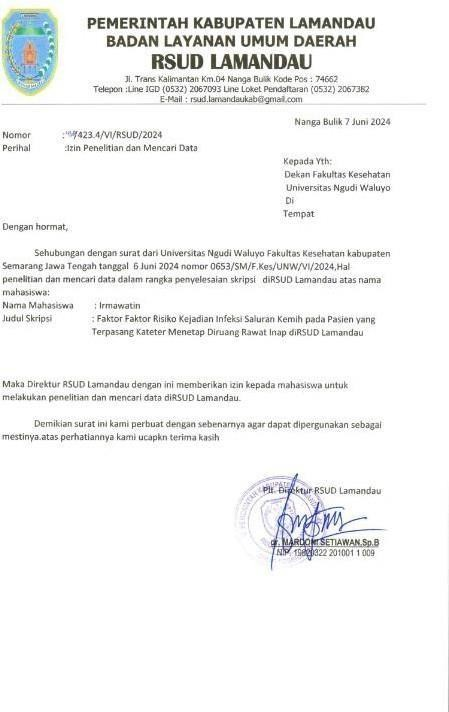 PEMERINTAH KABUPATEN LAMANDAU
BADAN LAYANAN UMUM DAERAH
RSUD LAMANDAU
Jl. Trans Kalimantan Km.04 Nanga Bulik Kode Pos : 74662
Telepon :Line IGD (0532) 2067093 Line Loket Pendaftaran (0532) 2067382
E-Mail : rsud.lamandaukab@gmail.com
Nanga Bulik 7 Juni 2024
Nomor : /423.4/VI/RSUD/2024
Perihal :Izin Penelitian dan Mencari Data
Kepada Yth:
Dekan Fakultas Kesehatan
Universitas Ngudi Waluyo
Di
Tempat
Dengan hormat,
Sehubungan dengan surat dari Universitas Ngudi Waluyo Fakultas Kesehatan kabupaten
Semarang Jawa Tengah tanggal 6 Juni 2024 nomor 0653/SM/F.Kes/UNW/VI/2024,Hal
penelitian dan mencari data dalam rangka penyelesaian skripsi diRSUD Lamandau atas nama
mahasiswa:
Nama Mahasiswa : Irmawatin
Judul Skripsi : Faktor Faktor Risiko Kejadian Infeksi Saluran Kemih pada Pasien yang
Terpasang Kateter Menetap Diruang Rawat Inap diRSUD Lamandau
Maka Direktur RSUD Lamandau dengan ini memberikan izin kepada mahasiswa untuk
melakukan penelitian dan mencari data diRSUD Lamandau.
Demikian surat ini kami perbuat dengan sebenarnya agar dapat dipergunakan sebagai
mestinya.atas perhatiannya kami ucapkn terima kasih
Plt. Direktur RSUD Lamandau
dr. MARDONI SETIAWAN,Sp.B
NIP. 19820322 201001 1 009